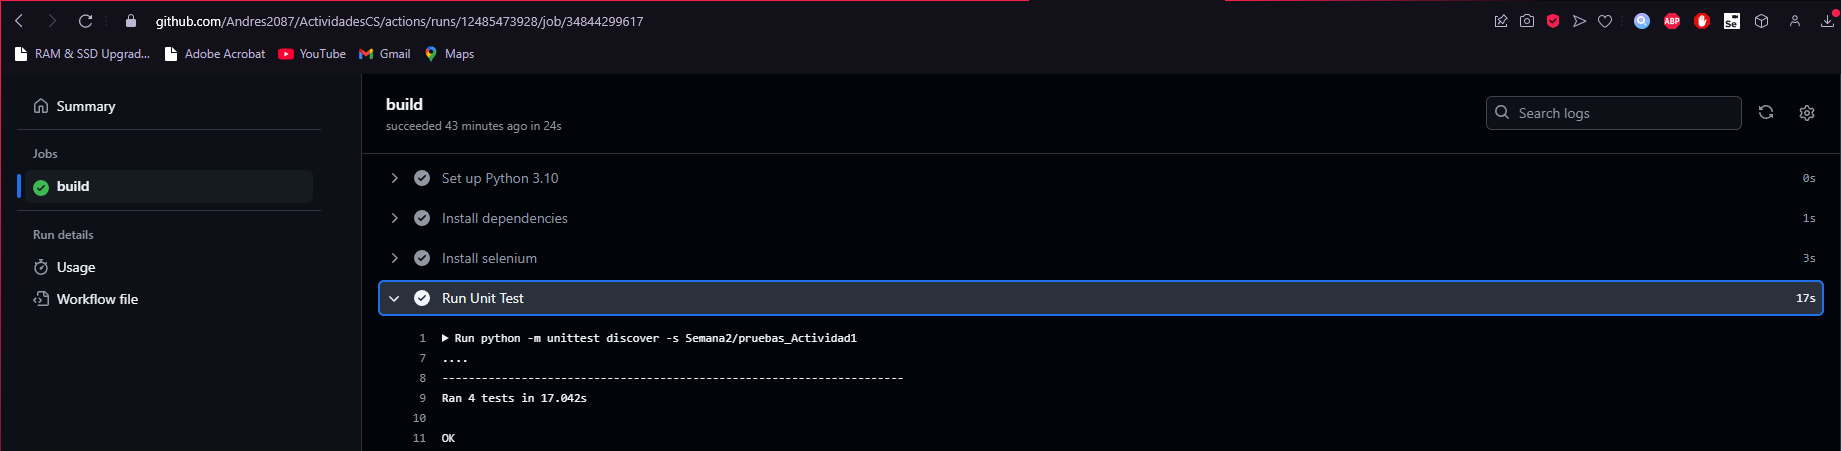 github.com/Andres2087/ActividadesCS/actions/runs/12485473928/job/34844299617
ABP
Se
RAM & SSD Upgrad...
Adobe Acrobat
YouTube
Gmail
Maps
Summary
Jobs
build
Run details
Usage
Workflow file
build
succeeded 43 minutes ago in 24s
Search logs
Set up Python 3.10 0s
Install dependencies 1s
Install selenium 3s
Run Unit Test 17s
1 Run python -m unittest discover -s Semana2/pruebas_Actividad1
7 ....
8 ----------------------------------------------------------------------
9 Ran 4 tests in 17.042s
10
11 OK